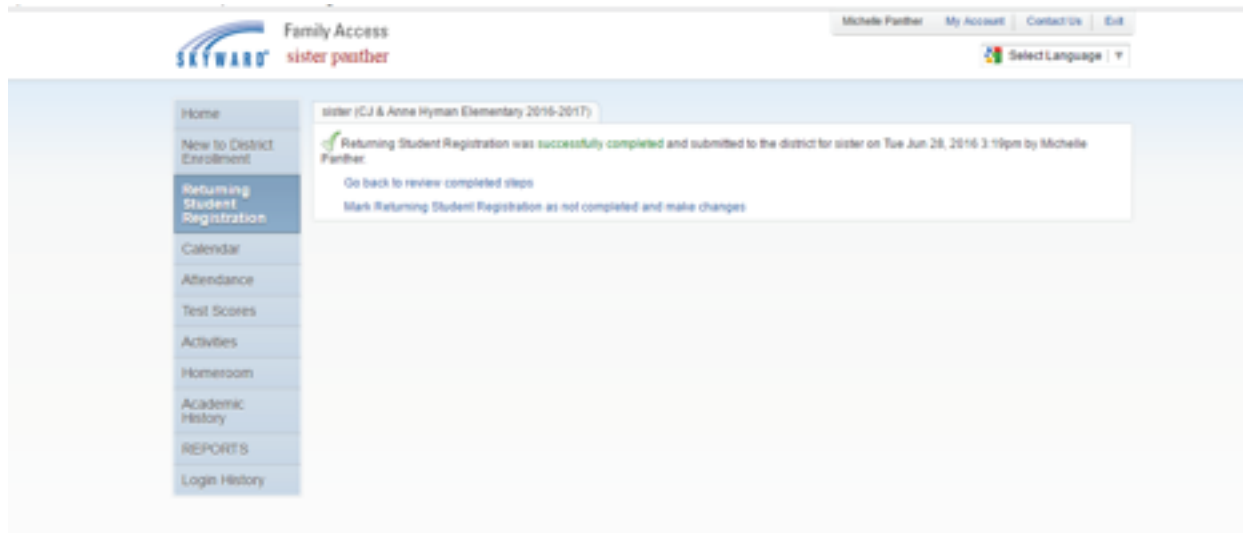 Family Access
Michelle Panther My Account Contact Us Exit
SKYWARD sister panther
Select Language
Home
New to District
Enrollment
Returning
Student
Registration
Calendar
Attendance
Test Scores
Activities
Homeroom
Academic
History
REPORTS
Login History
sister (CJ & Anne Hyman Elementary 2016-2017)
Returning Student Registration was successfully completed and submitted to the district for sister on Tue Jun 28, 2016 3:19pm by Michelle
Panther.
Go back to review completed steps
Mark Returning Student Registration as not completed and make changes